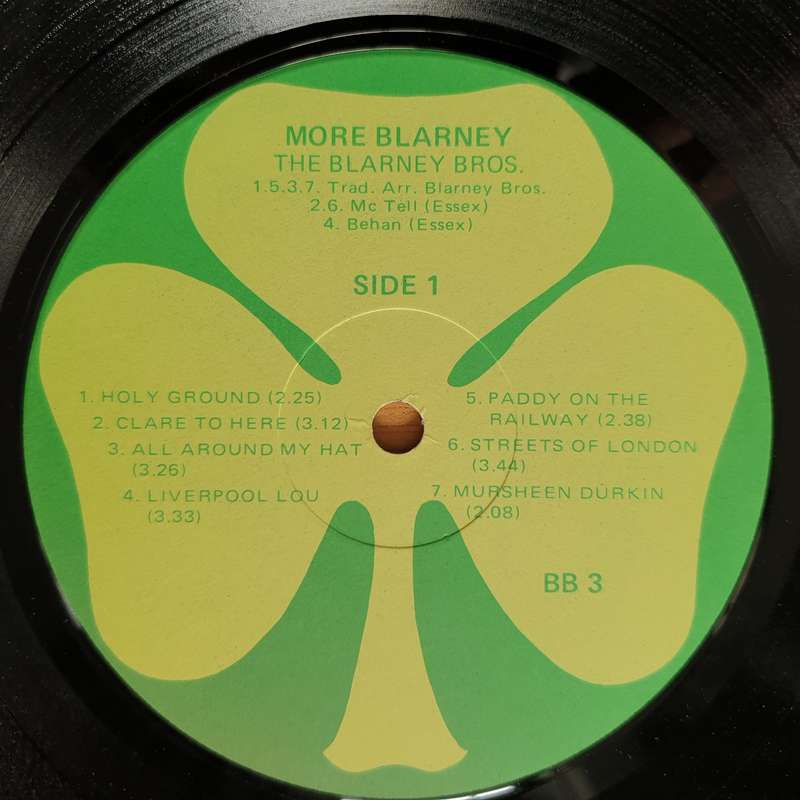 MORE BLARNEY
THE BLARNEY BROS.
1.5.3.7. Trad. Arr. Blarney Bros.
2.6. Mc Tell (Essex)
4. Behan (Essex)
SIDE 1
1. HOLY GROUND (2.25)
2. CLARE TO HERE (3.12)
3. ALL AROUND MY HAT
(3.26)
4. LIVERPOOL LOU
(3.33)
5. PADDY ON THE
RAILWAY (2.38)
6. STREETS OF LONDON
(3.44)
7. MURSHEEN DURKIN
(2.08)
BB 3